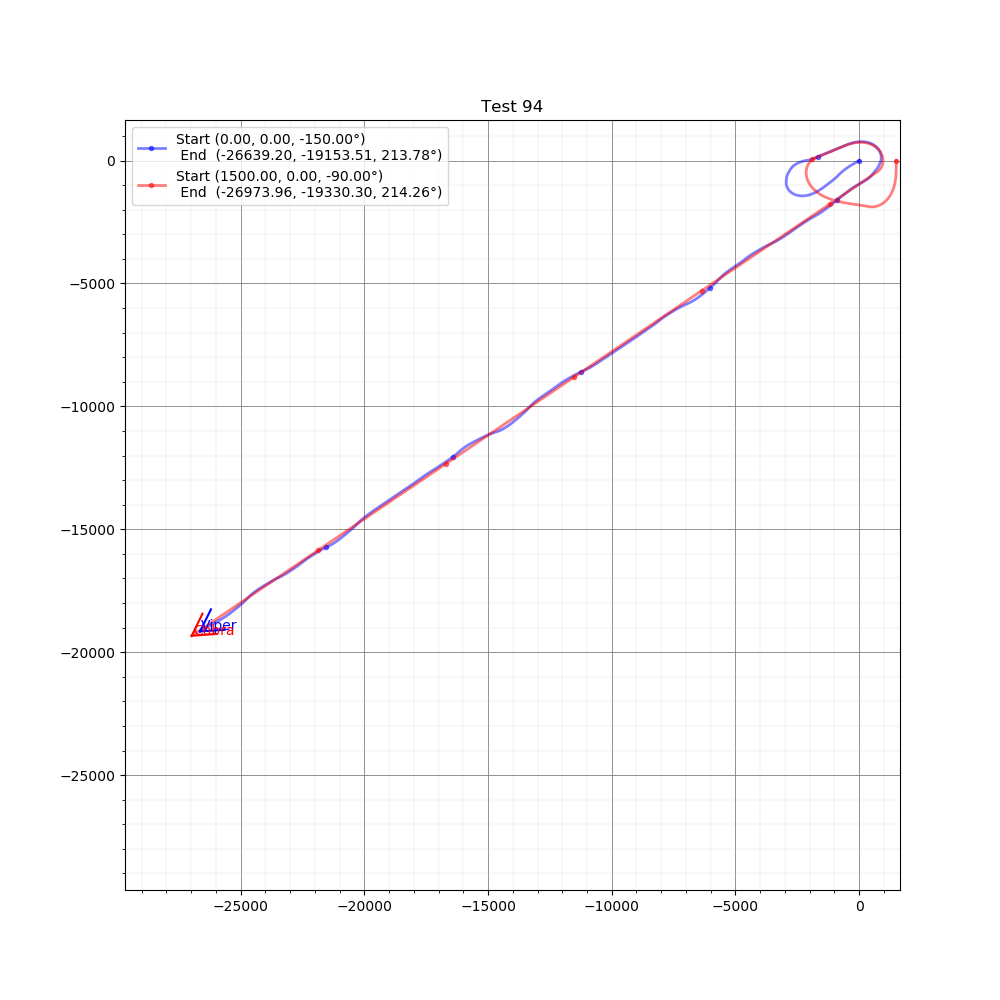 Test 94
Start (0.00, 0.00, -150.00°)
End (-26639.20, -19153.51, 213.78°)
Start (1500.00, 0.00, -90.00°)
End (-26973.96, -19330.30, 214.26°)
0
−5000
−10000
−15000
−20000
−25000
Viper
Cobra
−25000
−20000
−15000
−10000
−5000
0